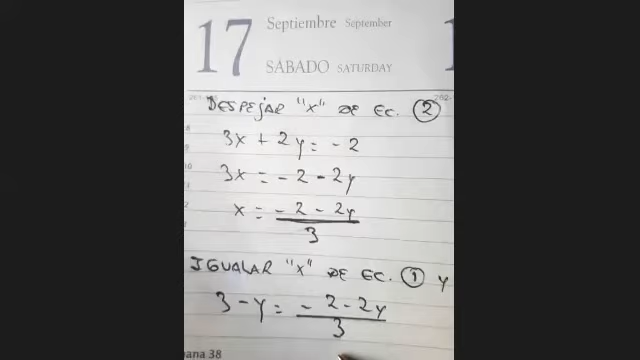 17 Septiembre September
SABADO SATURDAY
DESPEJAR "X" DE EC. 2
3x + 2y = - 2
3x = - 2 - 2y
x = - 2 - 2y
3
IGUALAR "X" DE EC. 1 Y
3 - y = - 2 - 2y
3
ana 38